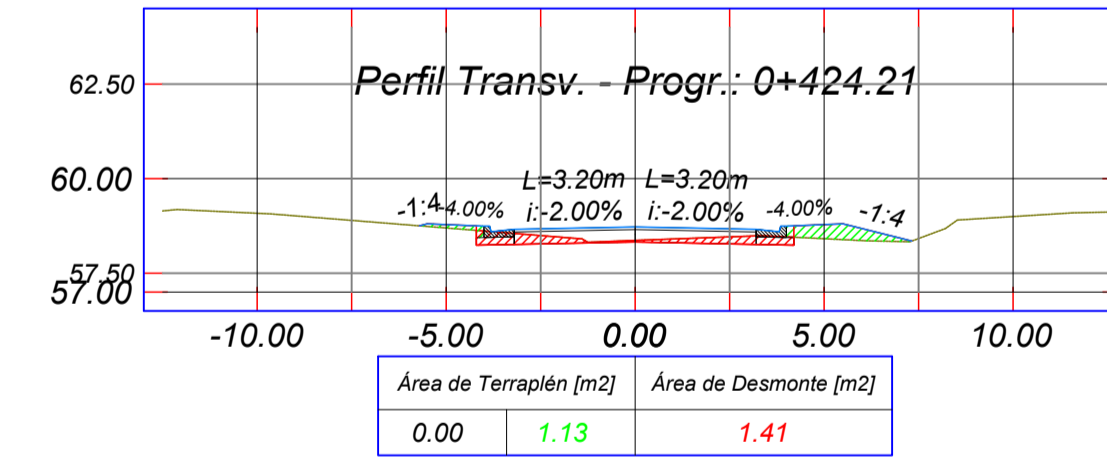 Perfil Transv. - Progr.: 0+424.21
62.50
60.00
57.50
57.00
L=3.20m L=3.20m
-1:4 -4.00% i:-2.00% i:-2.00% -4.00% -1:4
-10.00 -5.00 0.00 5.00 10.00
Área de Terraplén [m2] Área de Desmonte [m2]
0.00 1.13 1.41